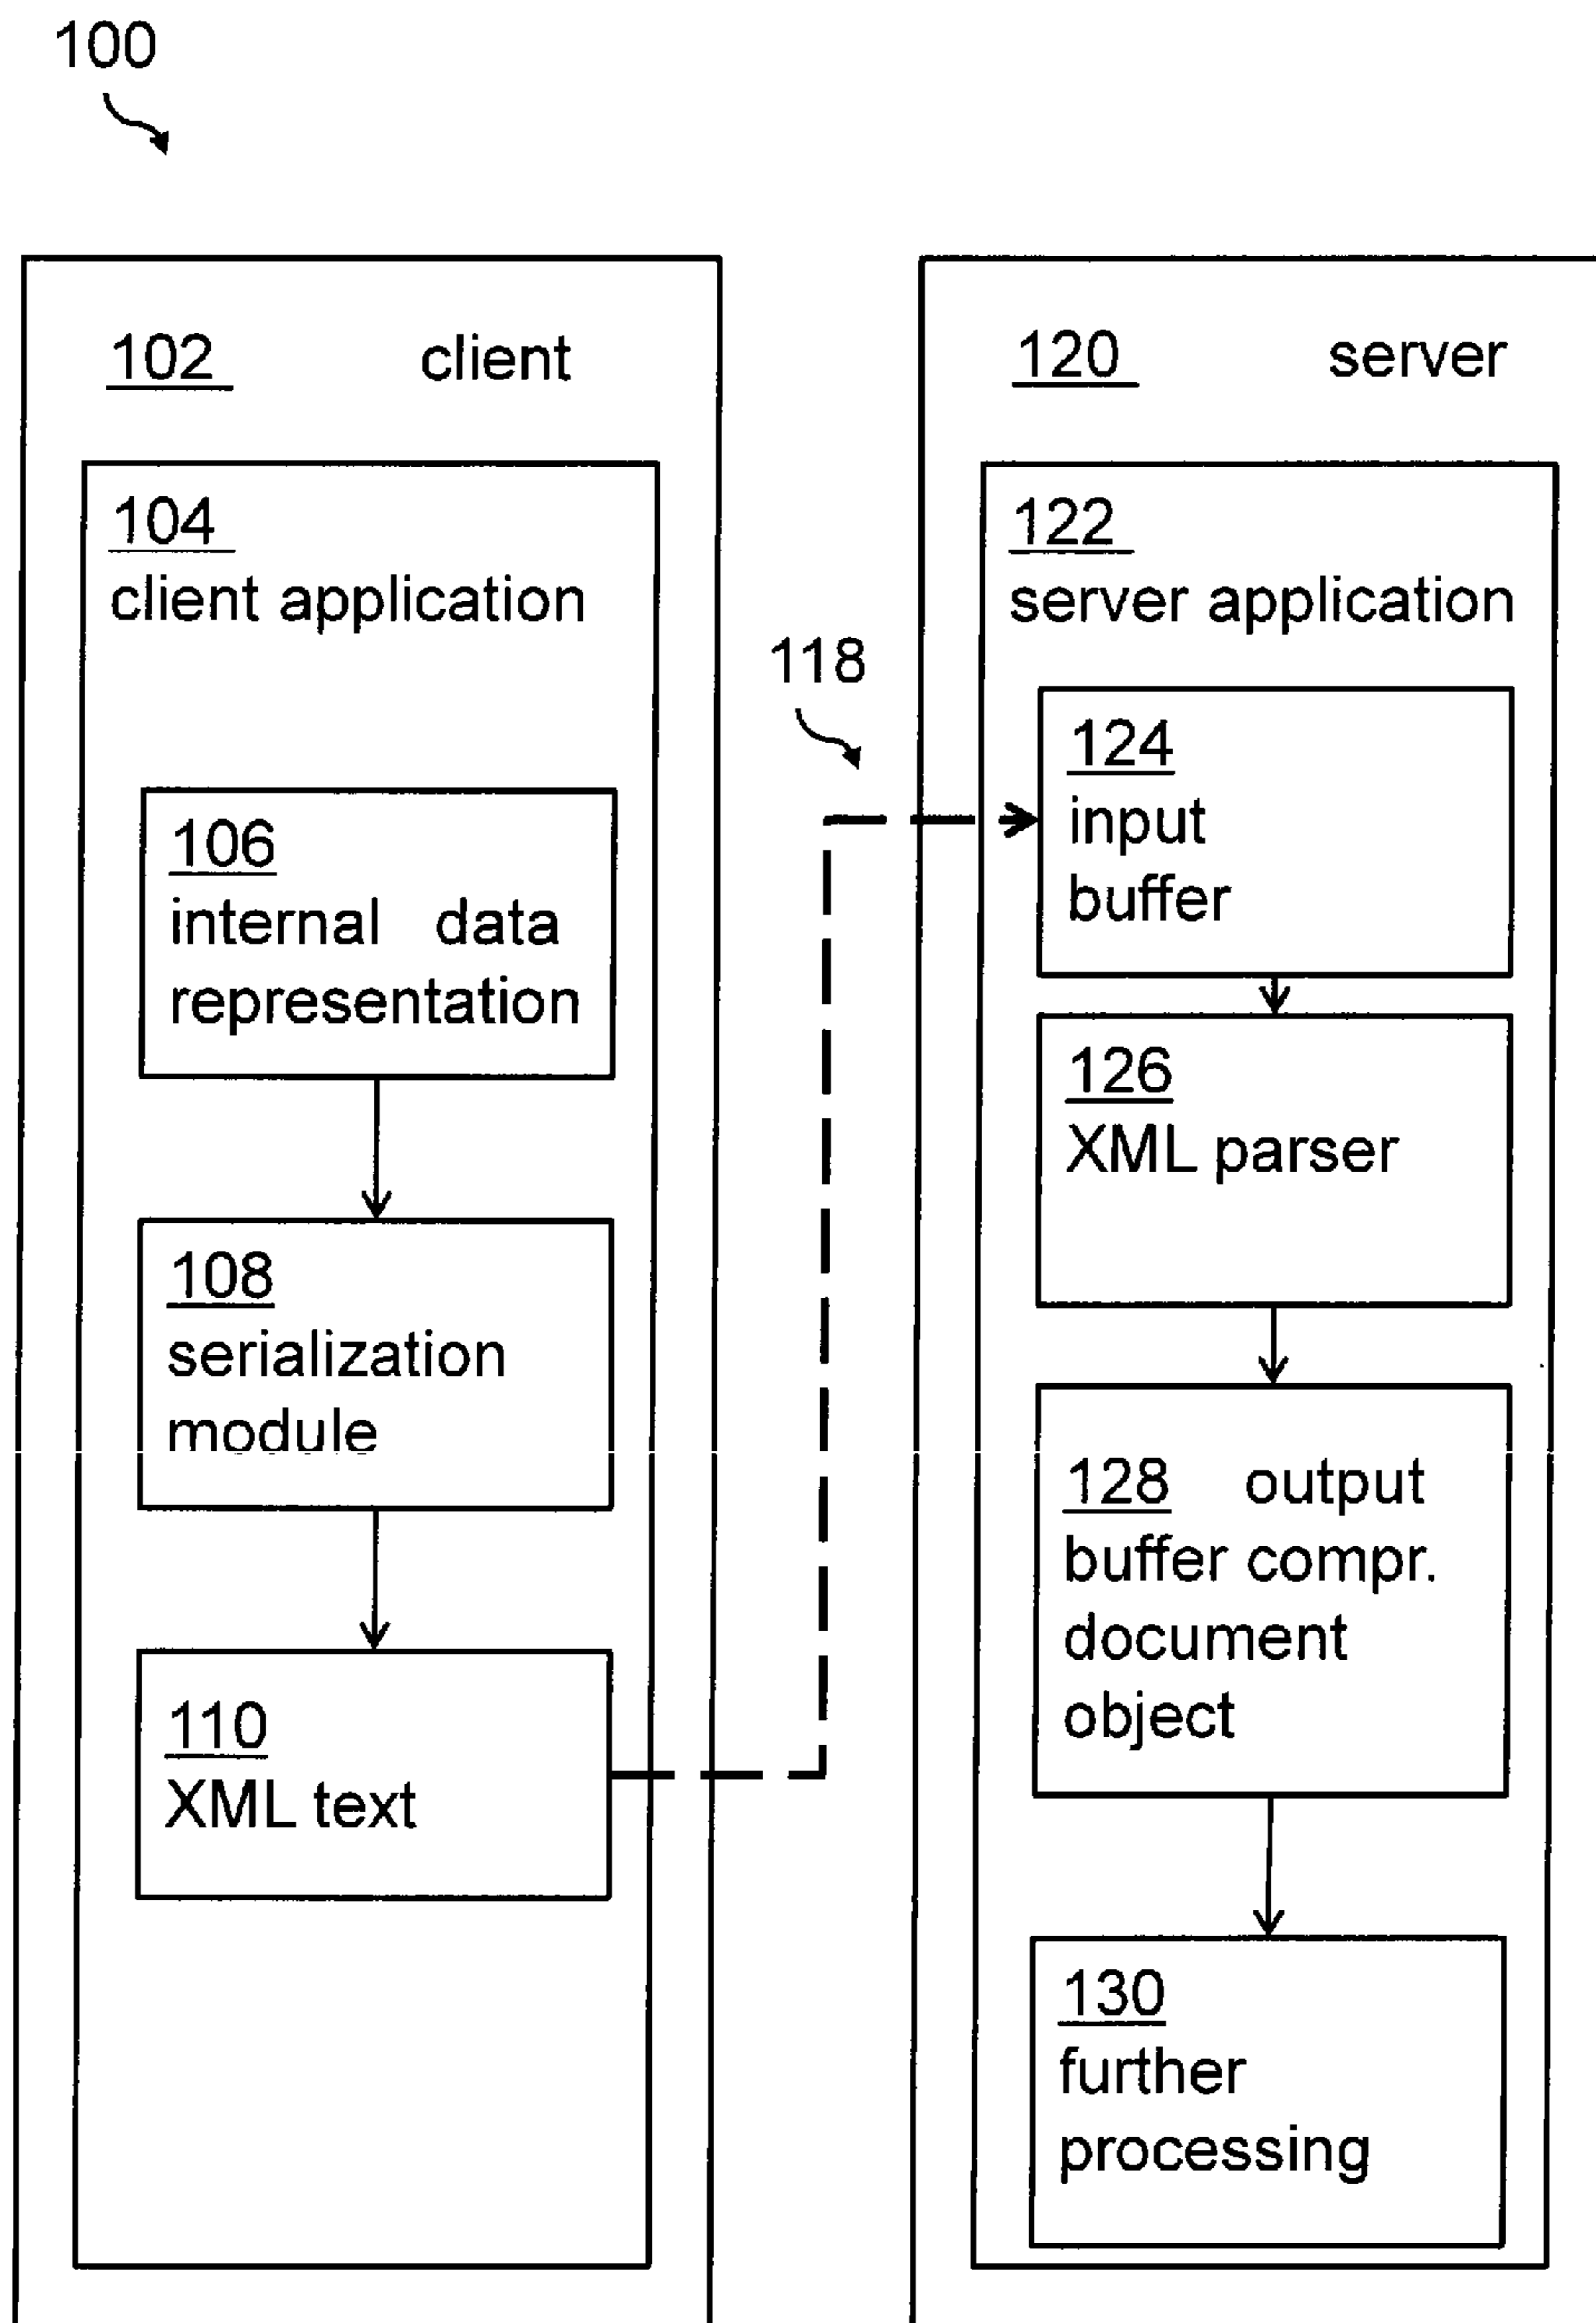 100
102 client
104
client application
106
internal data
representation
108
serialization
module
110
XML text
118
120 server
122
server application
124
input
buffer
126
XML parser
128 output
buffer compr.
document
object
130
further
processing